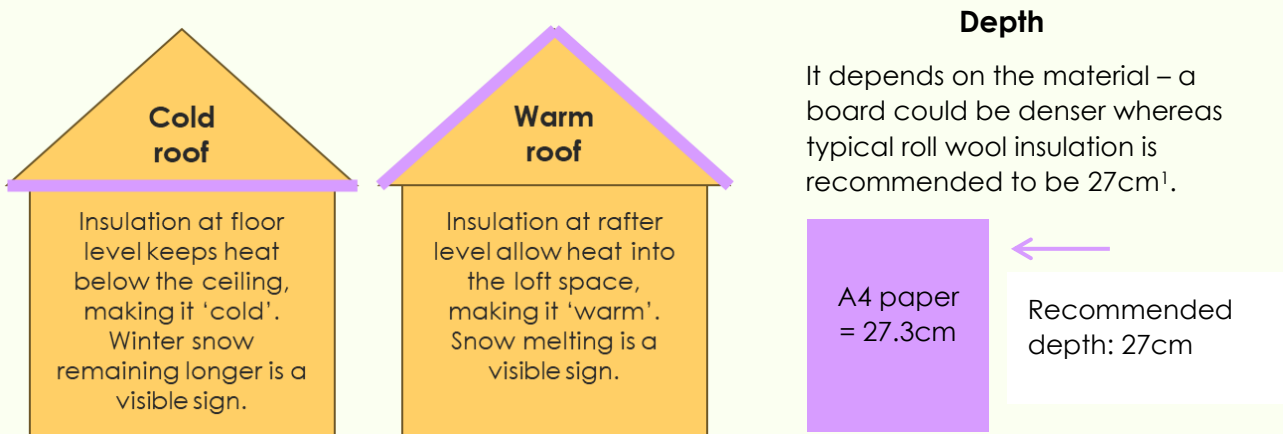 Cold
roof
Insulation at floor
level keeps heat
below the ceiling,
making it ‘cold’.
Winter snow
remaining longer is a
visible sign.
Warm
roof
Insulation at rafter
level allow heat into
the loft space,
making it ‘warm’.
Snow melting is a
visible sign.
Depth
It depends on the material – a
board could be denser whereas
typical roll wool insulation is
recommended to be 27cm¹.
A4 paper
= 27.3cm
Recommended
depth: 27cm